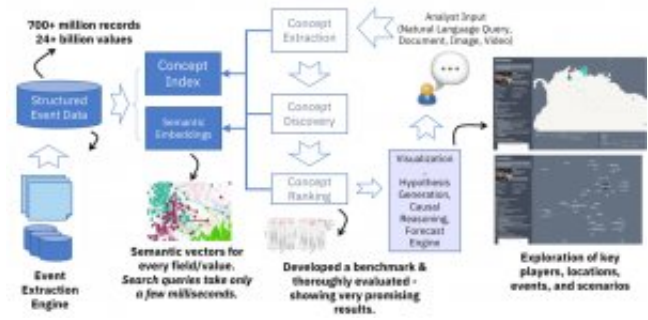 700+ million records
24+ billion values
Structured
Event Data
Event
Extraction
Engine
Concept
Index
Semantic
Embeddings
Semantic vectors for
every field/value.
Search queries take only
a few milliseconds.
Concept
Extraction
Concept
Discovery
Concept
Ranking
Developed a benchmark &
thoroughly evaluated -
showing very promising
results.
Analyst Input
(Natural Language Query,
Document, Image, Video)
Visualization
-
Hypothesis
Generation,
Causal
Reasoning,
Forecast
Engine
Exploration of key
players, locations,
events, and scenarios